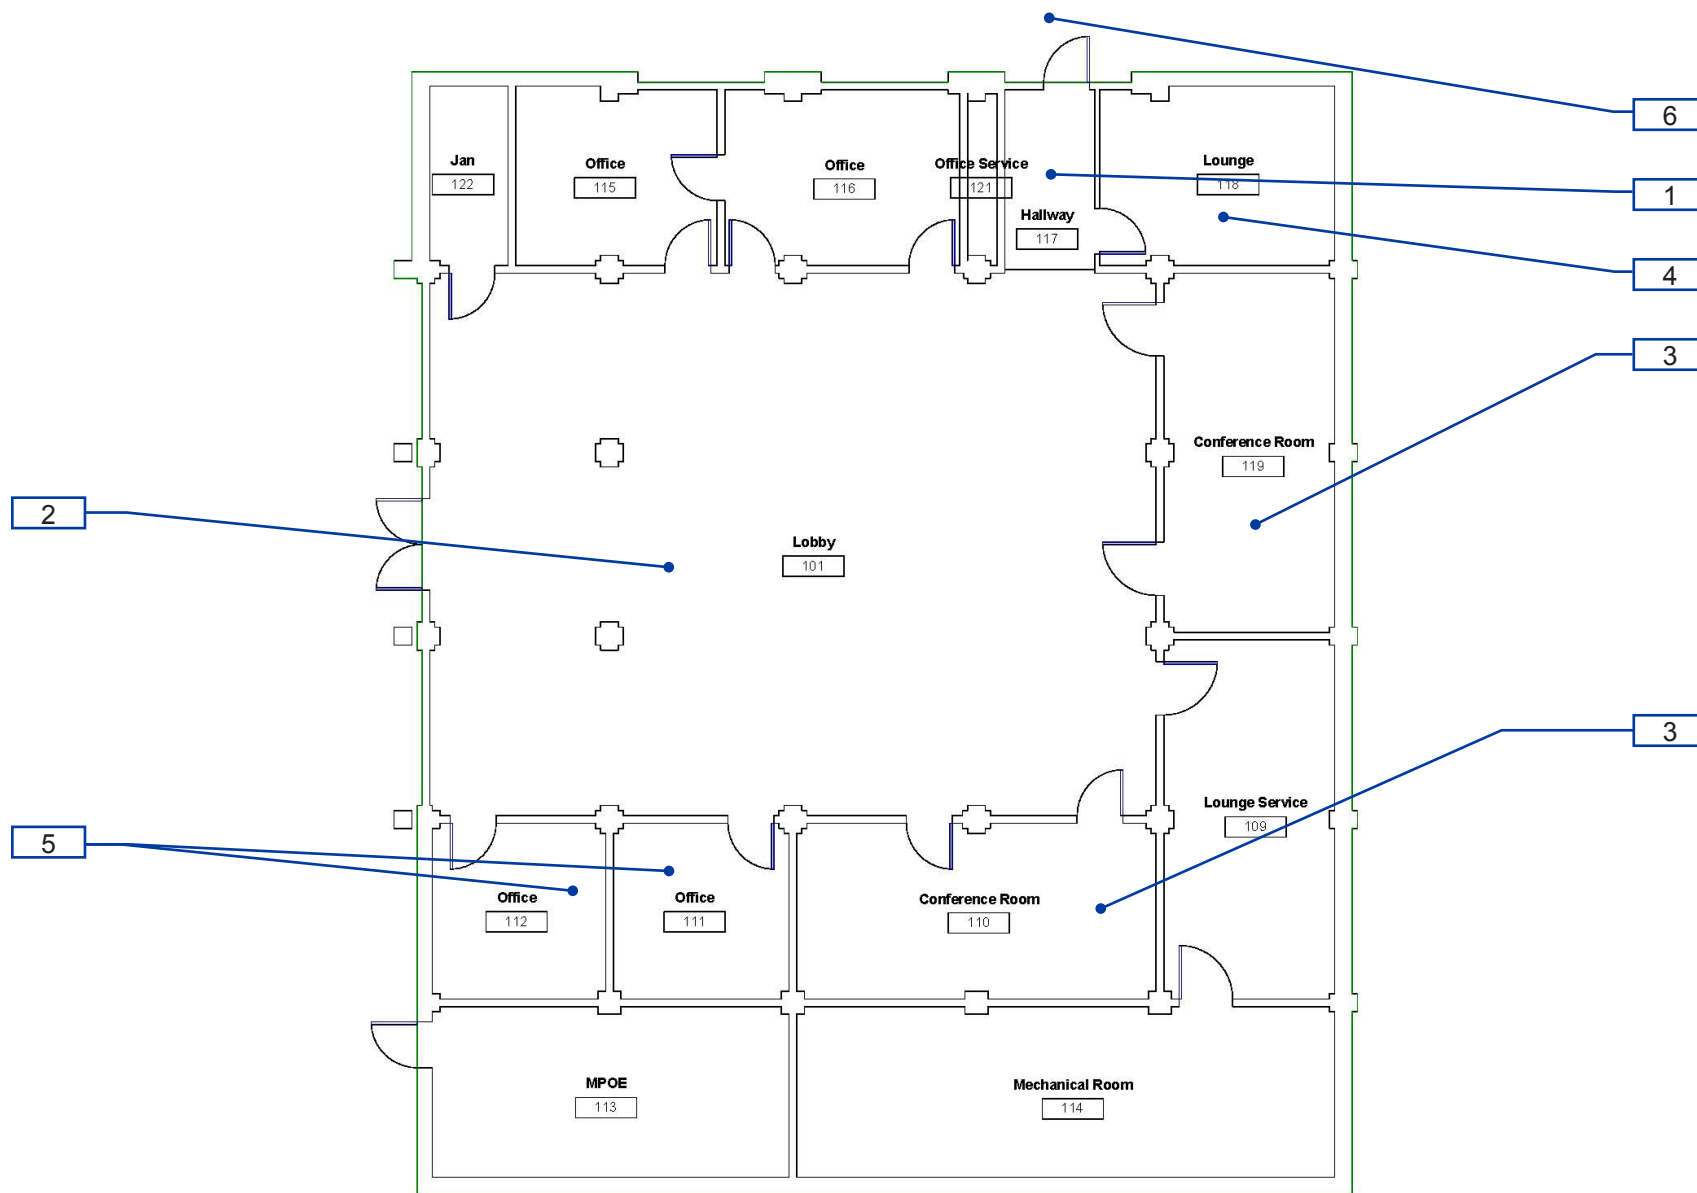 6
Jan
122
Office
115
Office
116
Office Service
121
Lounge
118
1
Hallway
117
4
3
Conference Room
119
2
Lobby
101
3
Lounge Service
109
5
Office
112
Office
111
Conference Room
110
MPOE
113
Mechanical Room
114